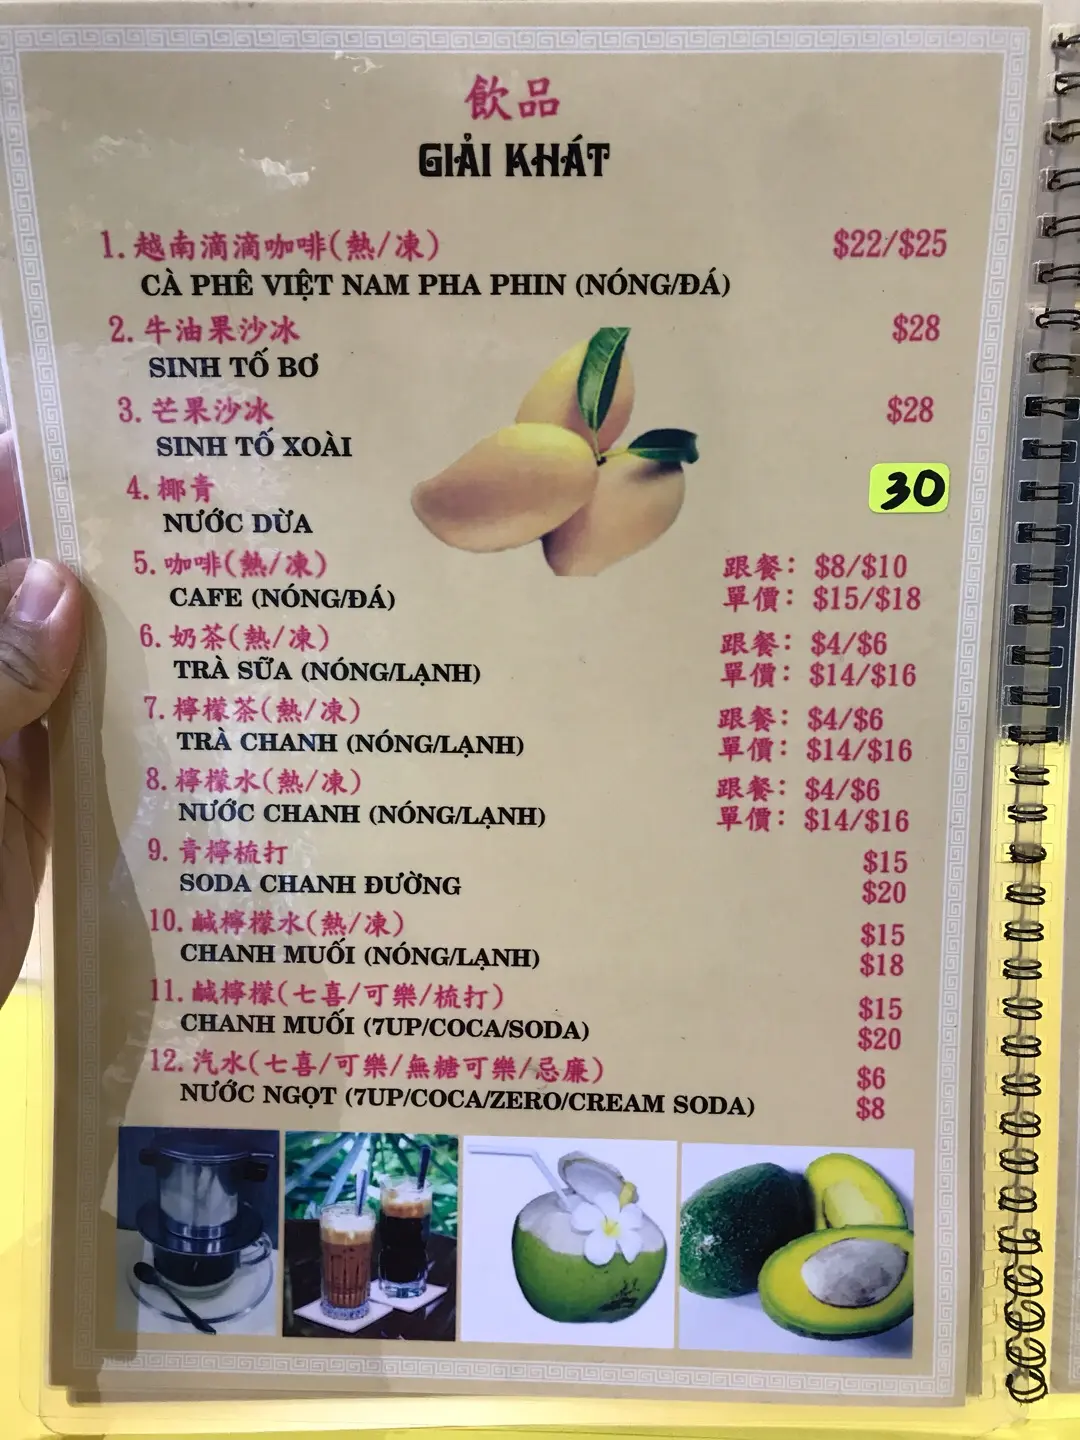 飲品
GIẢI KHÁT
1. 越南滴滴咖啡(熱/凍) $22/$25
CÀ PHÊ VIỆT NAM PHA PHIN (NÓNG/ĐÁ)
2. 牛油果沙冰 $28
SINH TỐ BƠ
3. 芒果沙冰 $28
SINH TỐ XOÀI
4. 椰青 30
NƯỚC DỪA
5. 咖啡(熱/凍) 跟餐: $8/$10
CAFE (NÓNG/ĐÁ) 單價: $15/$18
6. 奶茶(熱/凍) 跟餐: $4/$6
TRÀ SỮA (NÓNG/LẠNH) 單價: $14/$16
7. 檸檬茶(熱/凍) 跟餐: $4/$6
TRÀ CHANH (NÓNG/LẠNH) 單價: $14/$16
8. 檸檬水(熱/凍) 跟餐: $4/$6
NƯỚC CHANH (NÓNG/LẠNH) 單價: $14/$16
9. 青檸梳打 $15
SODA CHANH ĐƯỜNG $20
10. 鹹檸檬水(熱/凍) $15
CHANH MUỐI (NÓNG/LẠNH) $18
11. 鹹檸檬(七喜/可樂/梳打) $15
CHANH MUỐI (7UP/COCA/SODA) $20
12. 汽水(七喜/可樂/無糖可樂/忌廉) $6
NƯỚC NGỌT (7UP/COCA/ZERO/CREAM SODA) $8